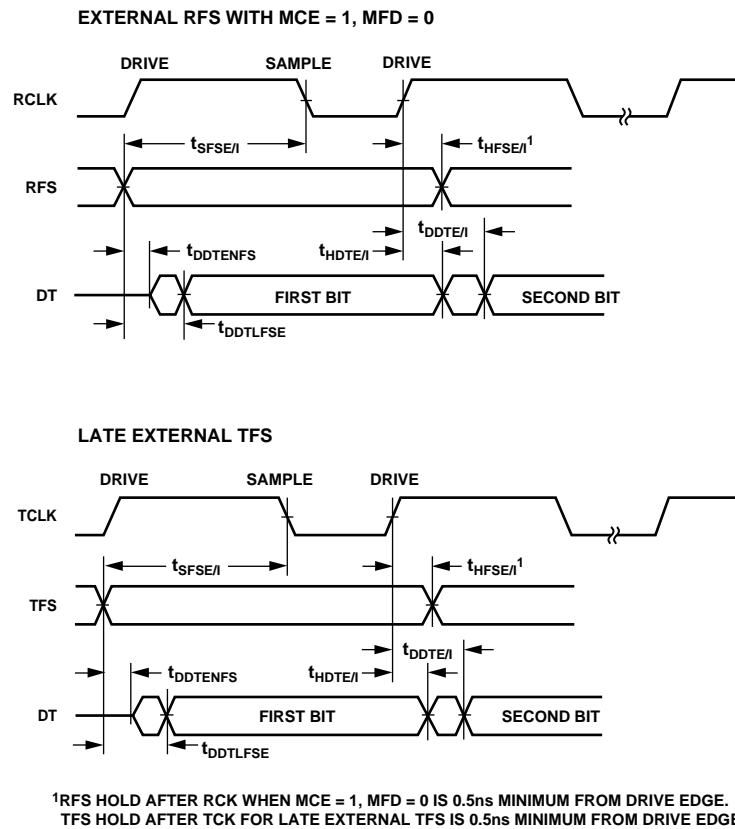 EXTERNAL RFS WITH MCE = 1, MFD = 0
DRIVE SAMPLE DRIVE
RCLK
tSFSE/I tHFSE/I1
RFS
tDDTE/I
tDDTENFS tHDTE/I
DT FIRST BIT SECOND BIT
tDDTLFSE
LATE EXTERNAL TFS
DRIVE SAMPLE DRIVE
TCLK
tSFSE/I tHFSE/I1
TFS
tDDTE/I
tDDTENFS tHDTE/I
DT FIRST BIT SECOND BIT
tDDTLFSE
1RFS HOLD AFTER RCK WHEN MCE = 1, MFD = 0 IS 0.5ns MINIMUM FROM DRIVE EDGE.
TFS HOLD AFTER TCK FOR LATE EXTERNAL TFS IS 0.5ns MINIMUM FROM DRIVE EDGE